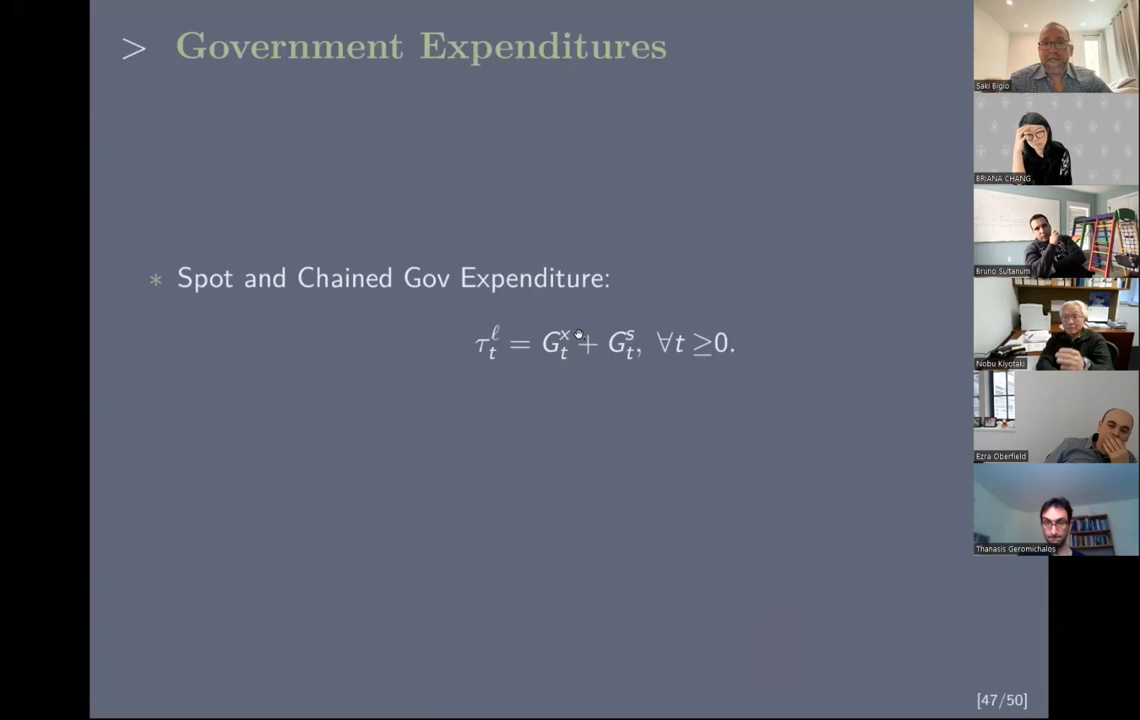 > Government Expenditures
* Spot and Chained Gov Expenditure:
τ_t^ℓ = G_t^x + G_t^s, ∀t ≥0.
[47/50]
Saki Bigio
BRIANA CHANG
Bruno Sultanum
Nobu Kiyotaki
Ezra Oberfield
Thanasis Geromichalos